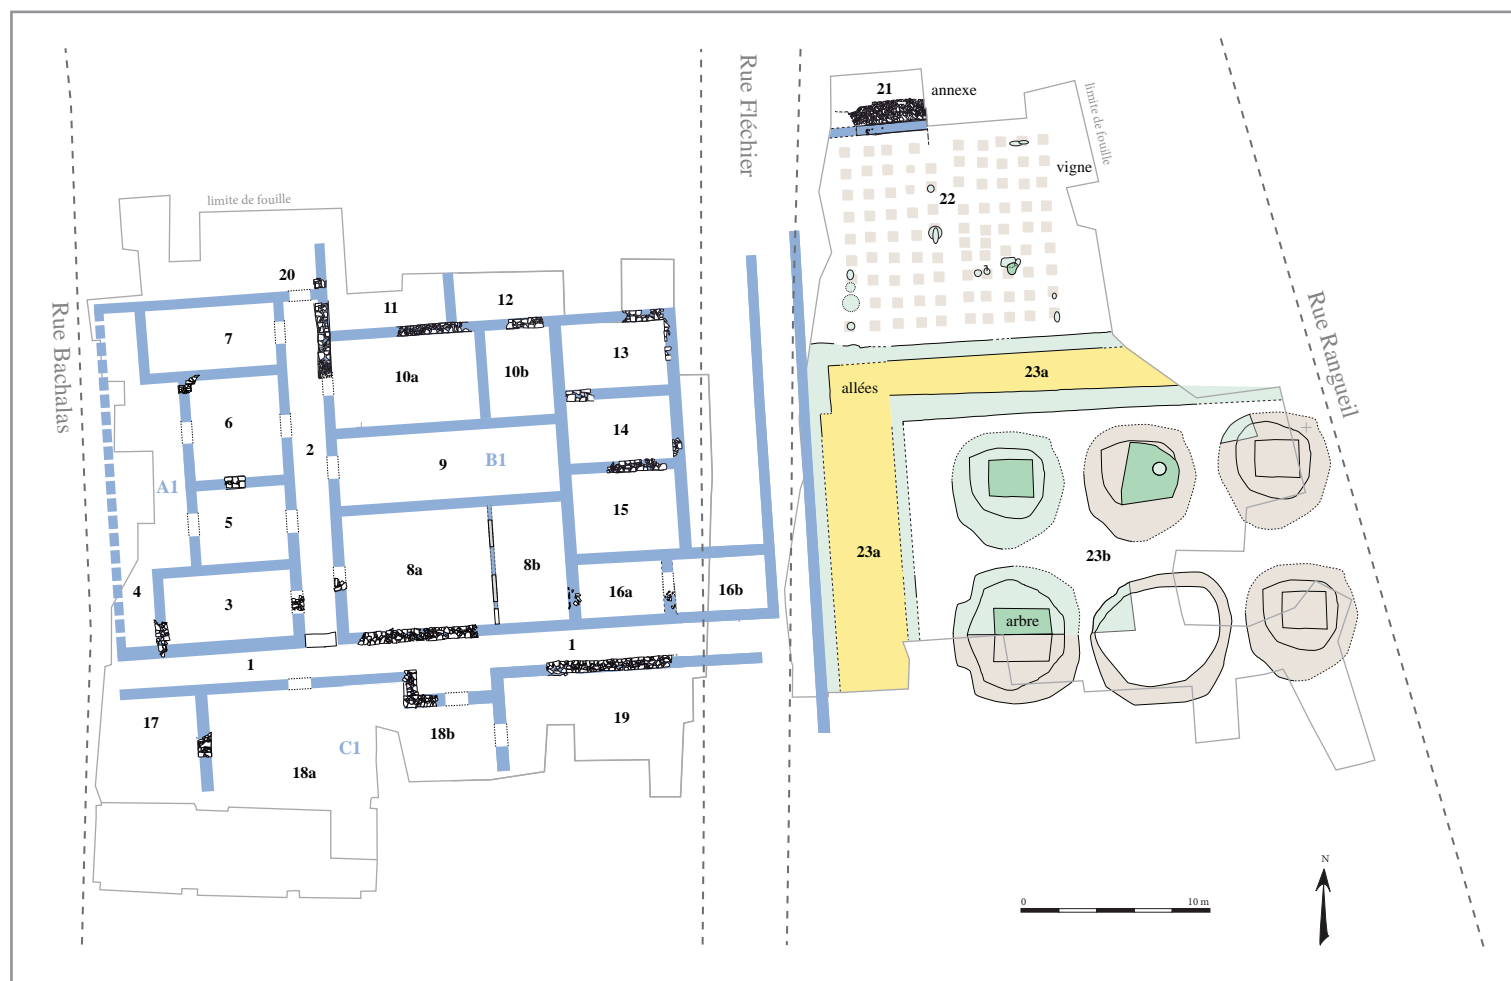 Rue Bachalas
Rue Fléchier
Rue Rangueil
limite de fouille
limite de fouille
21
annexe
vigne
22
20
11
12
7
10a
10b
13
6
2
9
B1
14
A1
5
15
8a
8b
4
3
16a
16b
1
1
17
18a
C1
18b
19
allées
23a
23a
23b
arbre
0
10 m
N